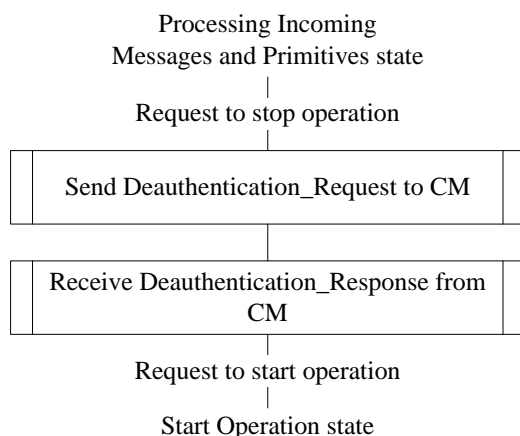 Processing Incoming
Messages and Primitives state
Request to stop operation
Send Deauthentication_Request to CM
Receive Deauthentication_Response from
CM
Request to start operation
Start Operation state